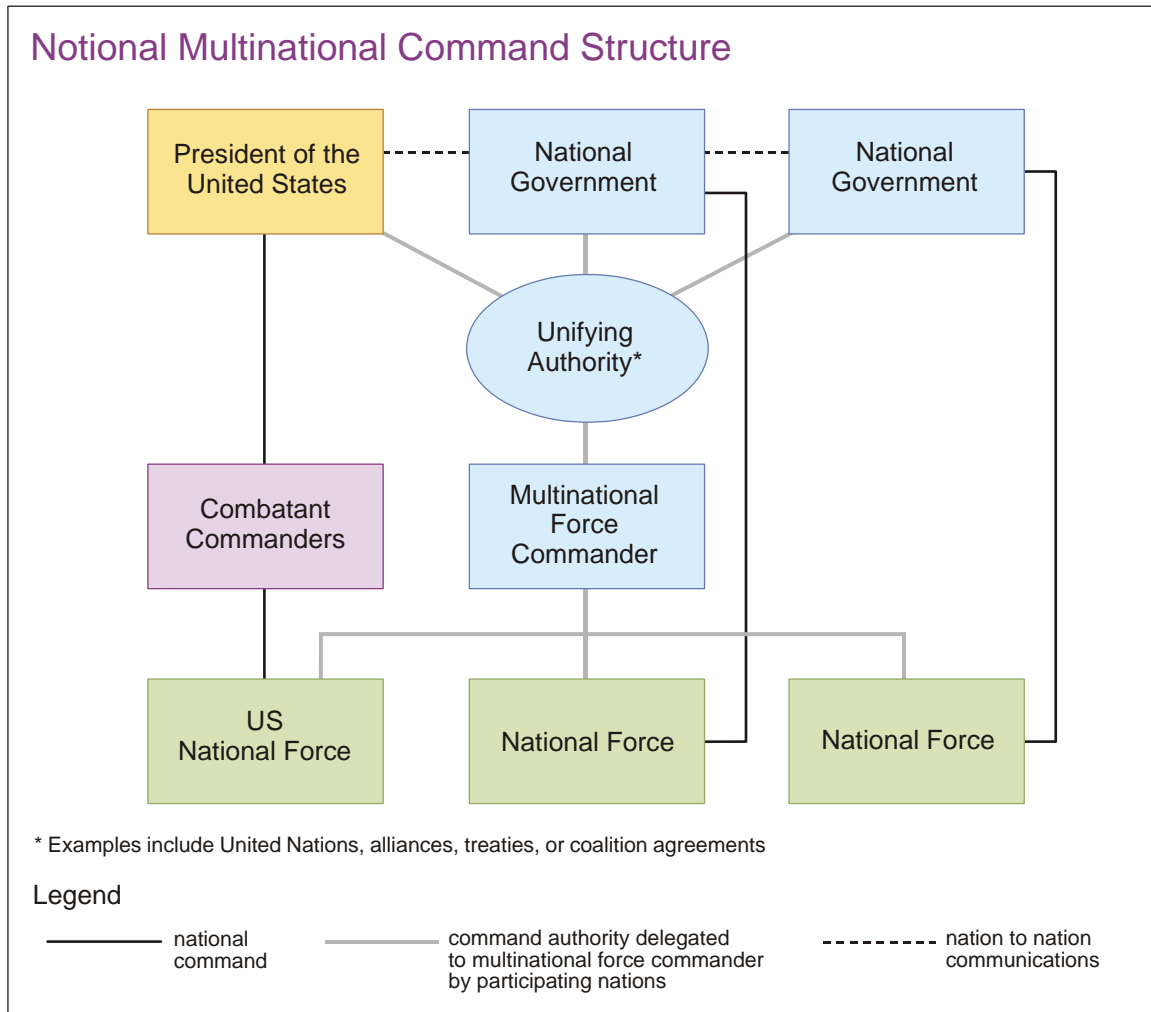 Notional Multinational Command Structure
President of the
United States
National
Government
National
Government
Unifying
Authority*
Combatant
Commanders
Multinational
Force
Commander
US
National Force
National Force
National Force
* Examples include United Nations, alliances, treaties, or coalition agreements
Legend
national
command
command authority delegated
to multinational force commander
by participating nations
nation to nation
communications